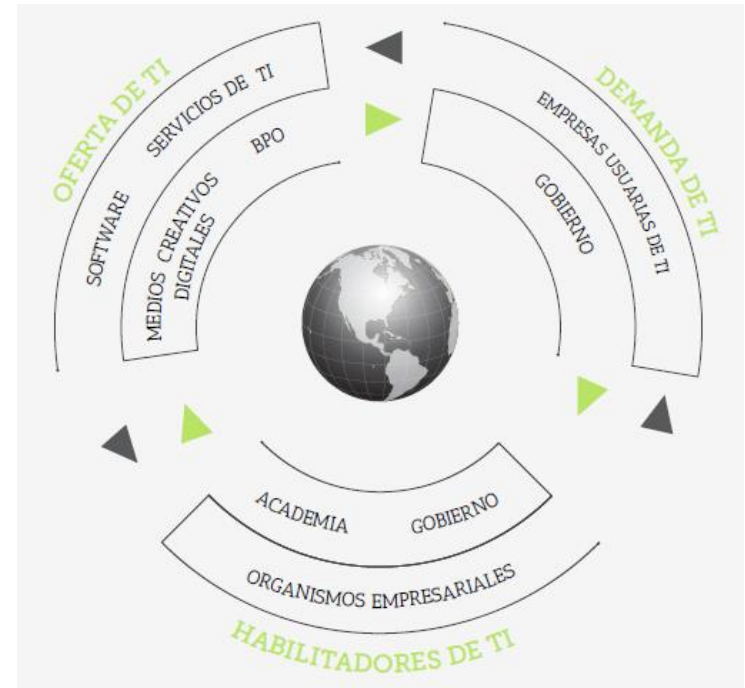 OFERTA DE TI
SOFTWARE
SERVICIOS DE TI
MEDIOS CREATIVOS
DIGITALES
BPO
DEMANDA DE TI
EMPRESAS USUARIAS DE TI
GOBIERNO
ACADEMIA
GOBIERNO
ORGANISMOS EMPRESARIALES
HABILITADORES DE TI